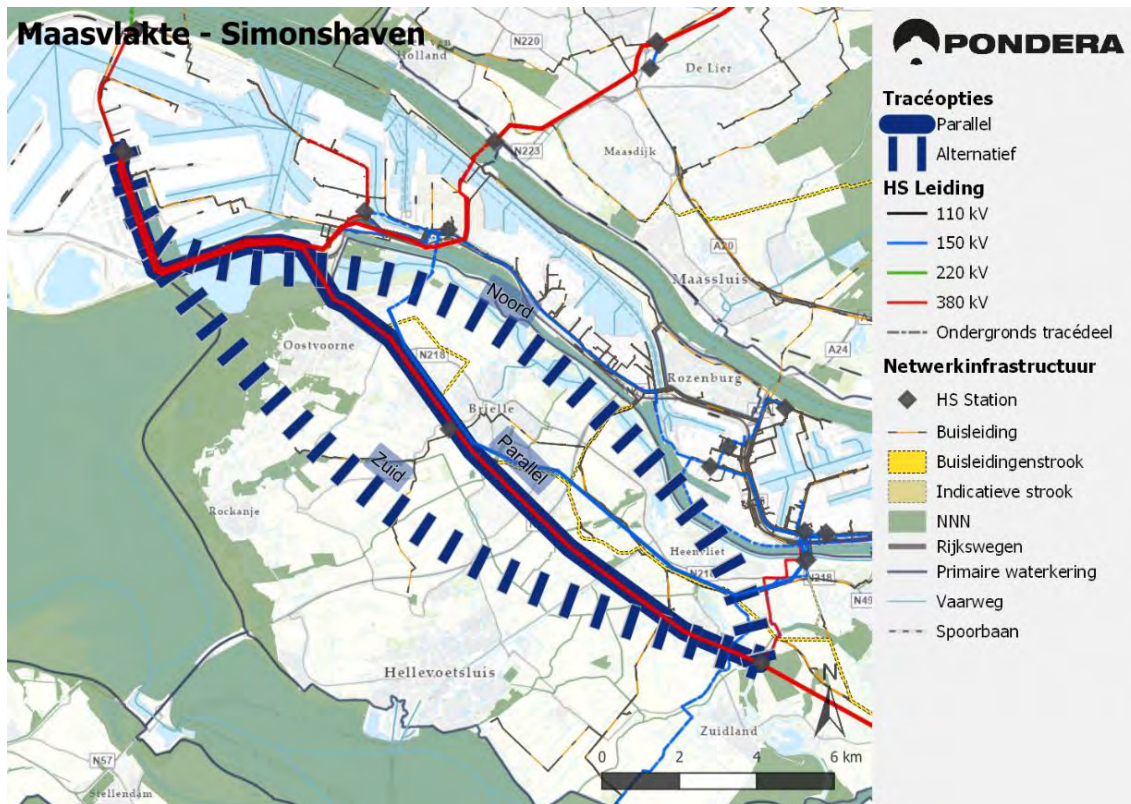 Maasvlakte - Simonshaven
N220
Holland
De Lier
N223
Maasdijk
A20
Maassluis
Noord
Oostvoorne
N218
A24
Rozenburg
Brielle
Zuid
Parallel
Rockanje
Heenvliet
N218
N218
N49
Hellevoetsluis
N
Zuidland
N57
Stellendam
0 2 4 6 km
PONDERA
Tracéopties
Parallel
Alternatief
HS Leiding
110 kV
150 kV
220 kV
380 kV
Ondergronds tracédeel
Netwerkinfrastructuur
HS Station
Buisleiding
Buisleidingenstrook
Indicatieve strook
NNN
Rijkswegen
Primaire waterkering
Vaarweg
Spoorbaan